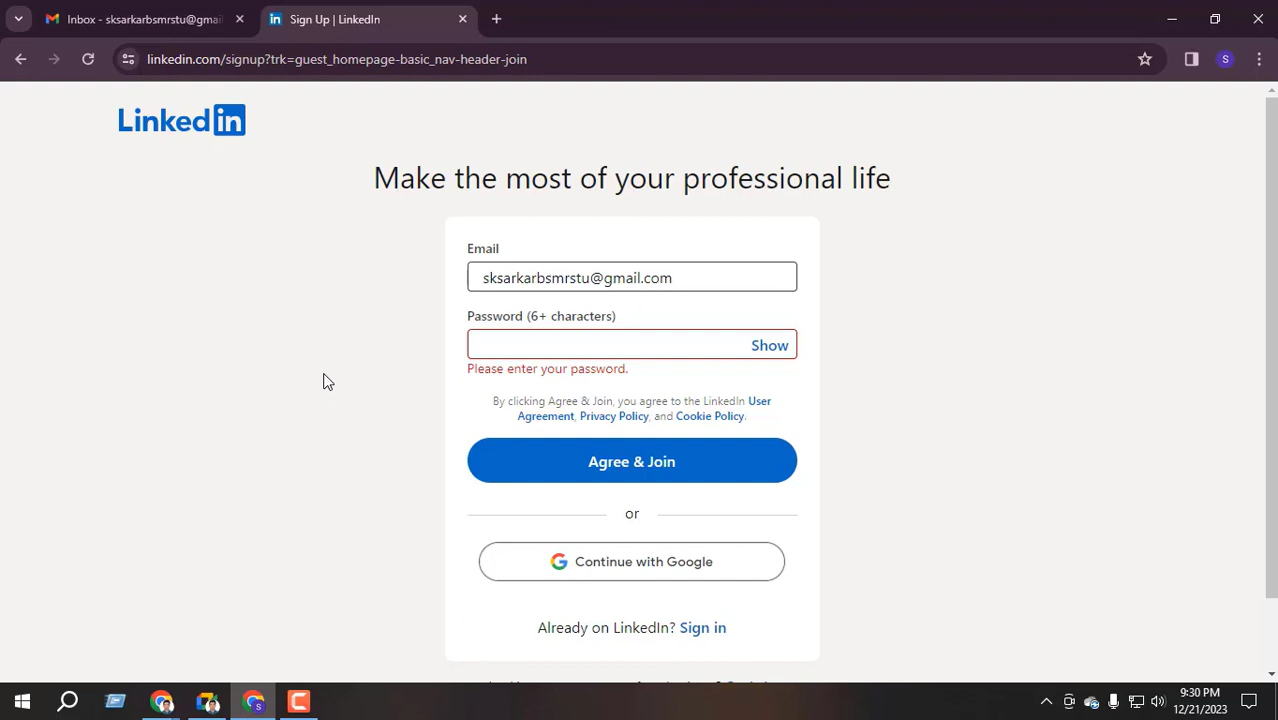 Inbox - sksarkarbsmrstu@gmai
Sign Up | LinkedIn
linkedin.com/signup?trk=guest_homepage-basic_nav-header-join
S
Linkedin
Make the most of your professional life
Email
sksarkarbsmrstu@gmail.com
Password (6+ characters)
Show
Please enter your password.
By clicking Agree & Join, you agree to the LinkedIn User
Agreement, Privacy Policy, and Cookie Policy.
Agree & Join
or
Continue with Google
Already on LinkedIn? Sign in
9:30 PM
12/21/2023